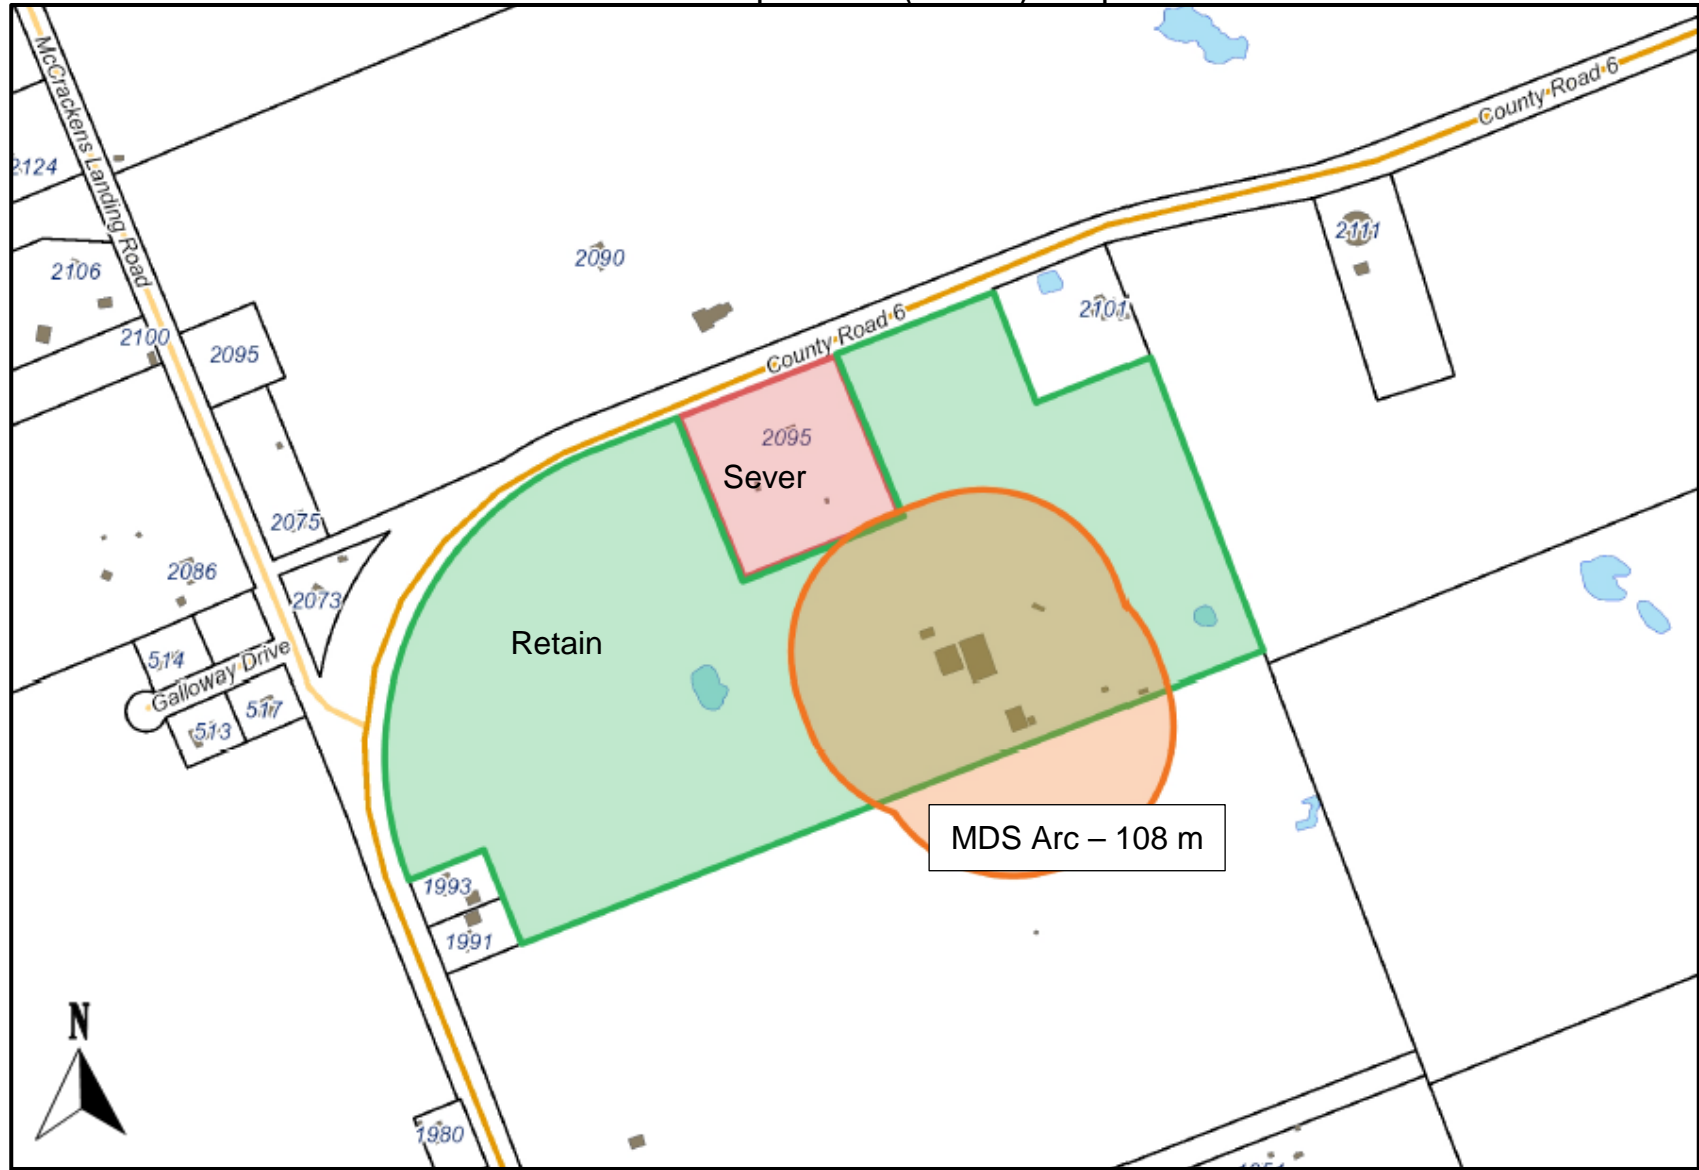 McCrackens Landing Road
County Road 6
2124
2111
2090
2106
2101
2100
2095
County Road 6
2095
Sever
2075
2086
2073
Retain
514
Galloway Drive
517
513
MDS Arc – 108 m
1993
1991
N
1980